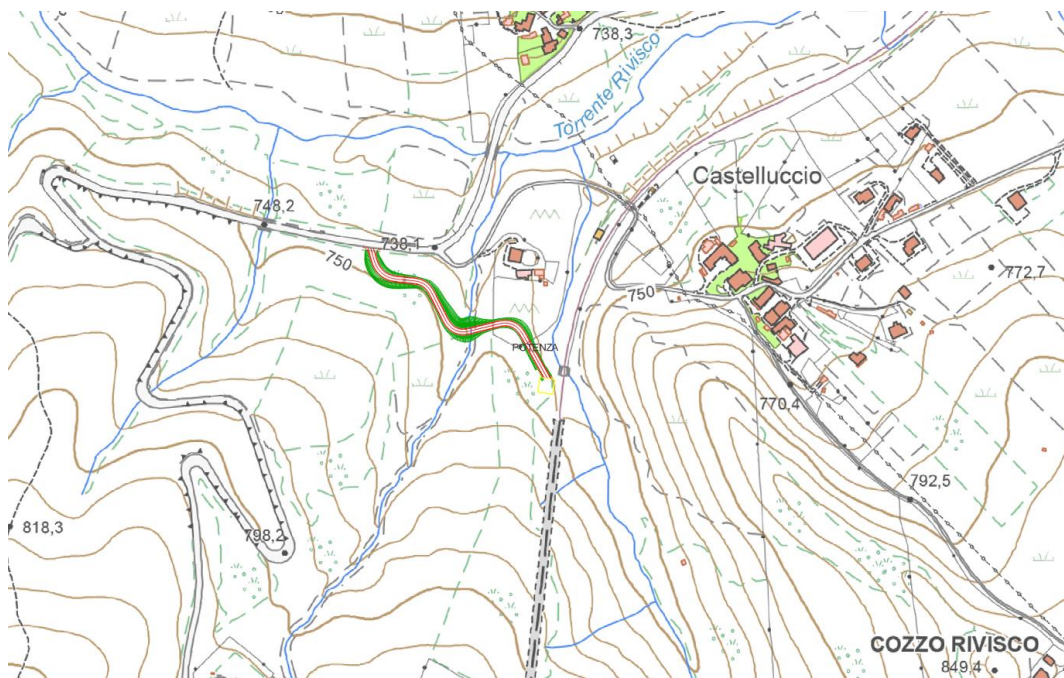 738,3
Torrente Rivisco
Castelluccio
748,2
738,1
750
750
772,7
POTENZA
770,4
792,5
818,3
798,2
COZZO RIVISCO
849,4